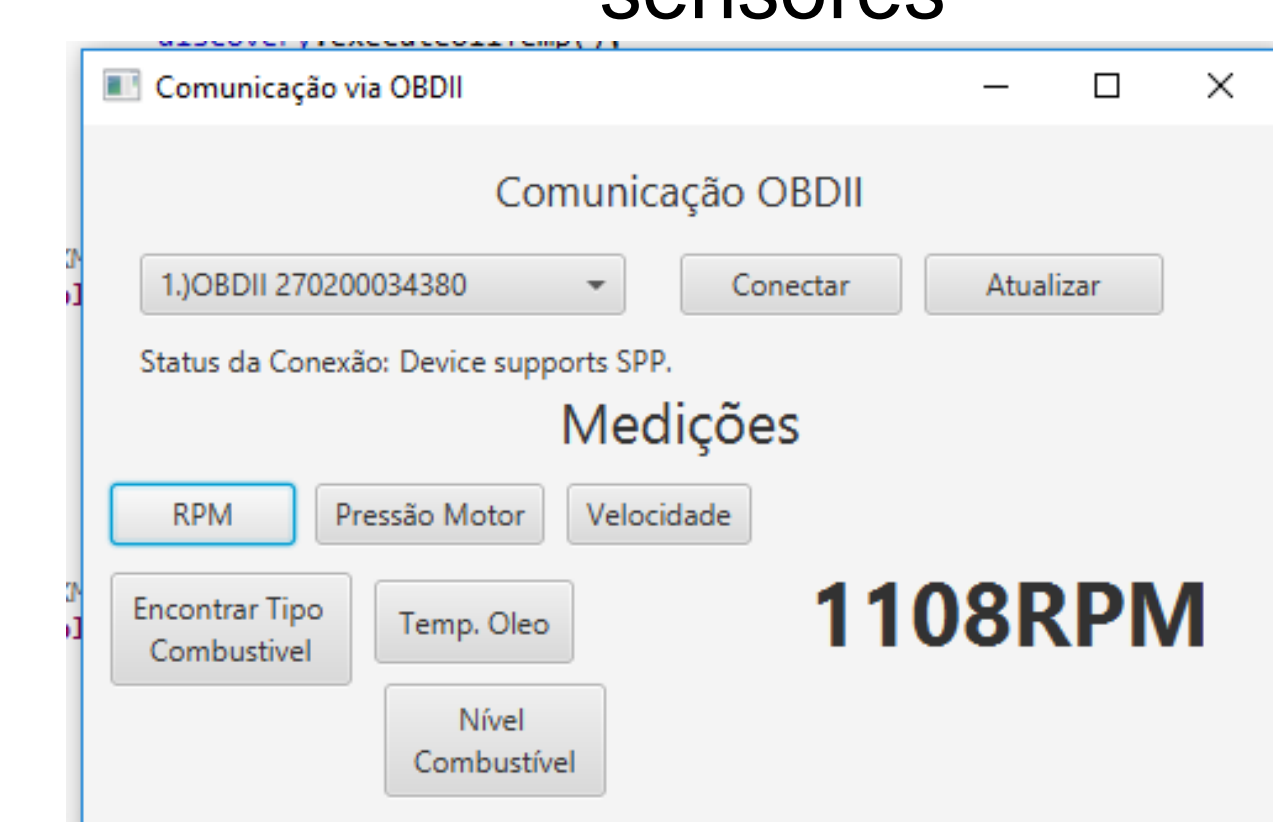 sensores
Comunicação via OBDII
Comunicação OBDII
1.)OBDII 270200034380 Conectar Atualizar
Status da Conexão: Device supports SPP.
Medições
RPM Pressão Motor Velocidade
Encontrar Tipo
Combustivel
Temp. Oleo
1108RPM
Nível
Combustível